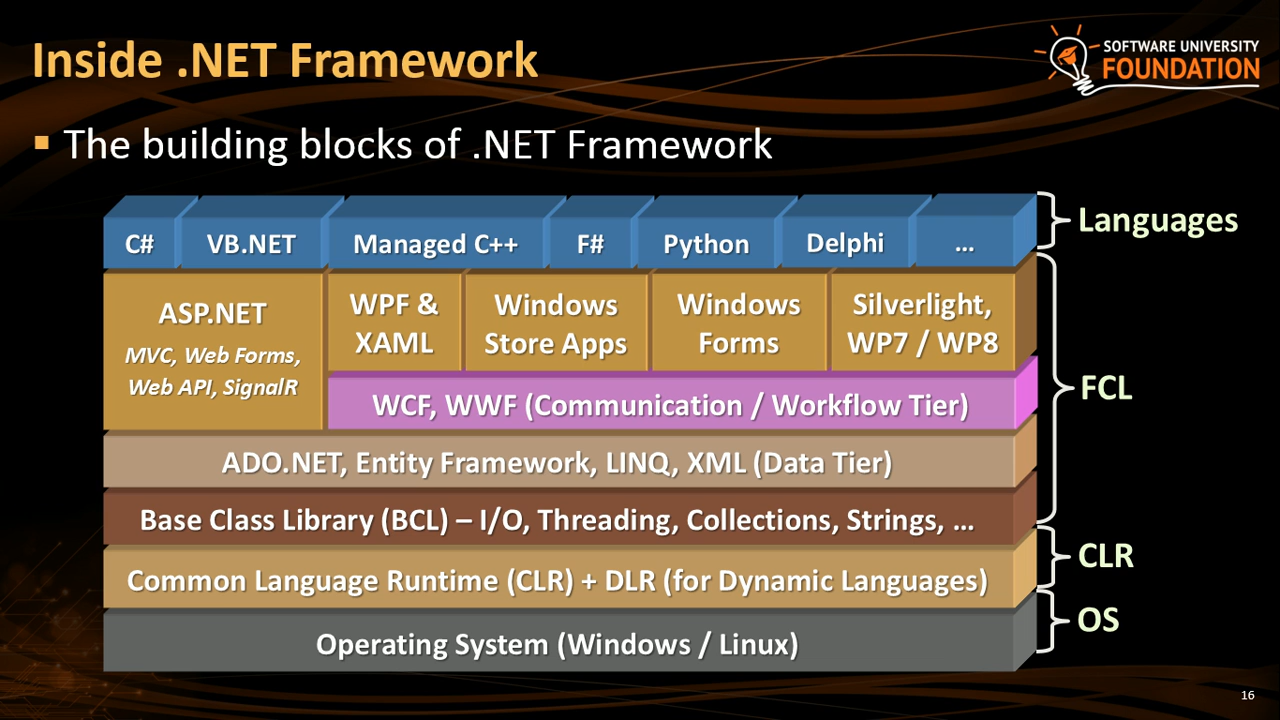 Inside .NET Framework
SOFTWARE UNIVERSITY
FOUNDATION
▪ The building blocks of .NET Framework
C#
VB.NET
Managed C++
F#
Python
Delphi
…
Languages
ASP.NET
MVC, Web Forms,
Web API, SignalR
WPF &
XAML
Windows
Store Apps
Windows
Forms
Silverlight,
WP7 / WP8
WCF, WWF (Communication / Workflow Tier)
FCL
ADO.NET, Entity Framework, LINQ, XML (Data Tier)
Base Class Library (BCL) – I/O, Threading, Collections, Strings, …
Common Language Runtime (CLR) + DLR (for Dynamic Languages)
CLR
Operating System (Windows / Linux)
OS
16